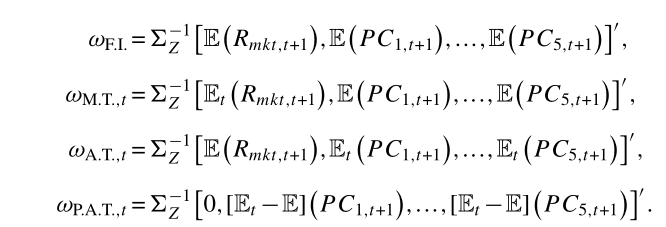 ω_{F.I.} = Σ_Z^{-1} [𝔼(R_{mkt,t+1}), 𝔼(PC_{1,t+1}), …, 𝔼(PC_{5,t+1})]′,
ω_{M.T.,t} = Σ_Z^{-1} [𝔼_t(R_{mkt,t+1}), 𝔼(PC_{1,t+1}), …, 𝔼(PC_{5,t+1})]′,
ω_{A.T.,t} = Σ_Z^{-1} [𝔼(R_{mkt,t+1}), 𝔼_t(PC_{1,t+1}), …, 𝔼_t(PC_{5,t+1})]′,
ω_{P.A.T.,t} = Σ_Z^{-1} [0, [𝔼_t − 𝔼](PC_{1,t+1}), …, [𝔼_t − 𝔼](PC_{5,t+1})]′.